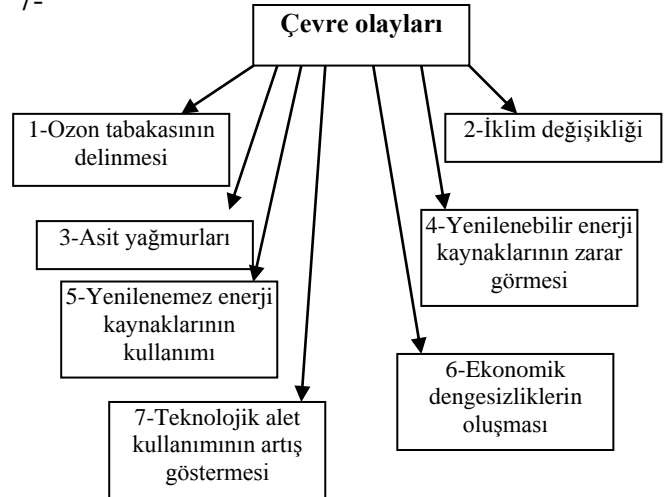 7-
Çevre olayları
1-Ozon tabakasının
delinmesi
2-İklim değişikliği
3-Asit yağmurları
4-Yenilenebilir enerji
kaynaklarının zarar
görmesi
5-Yenilenemez enerji
kaynaklarının
kullanımı
6-Ekonomik
dengesizliklerin
oluşması
7-Teknolojik alet
kullanımının artış
göstermesi